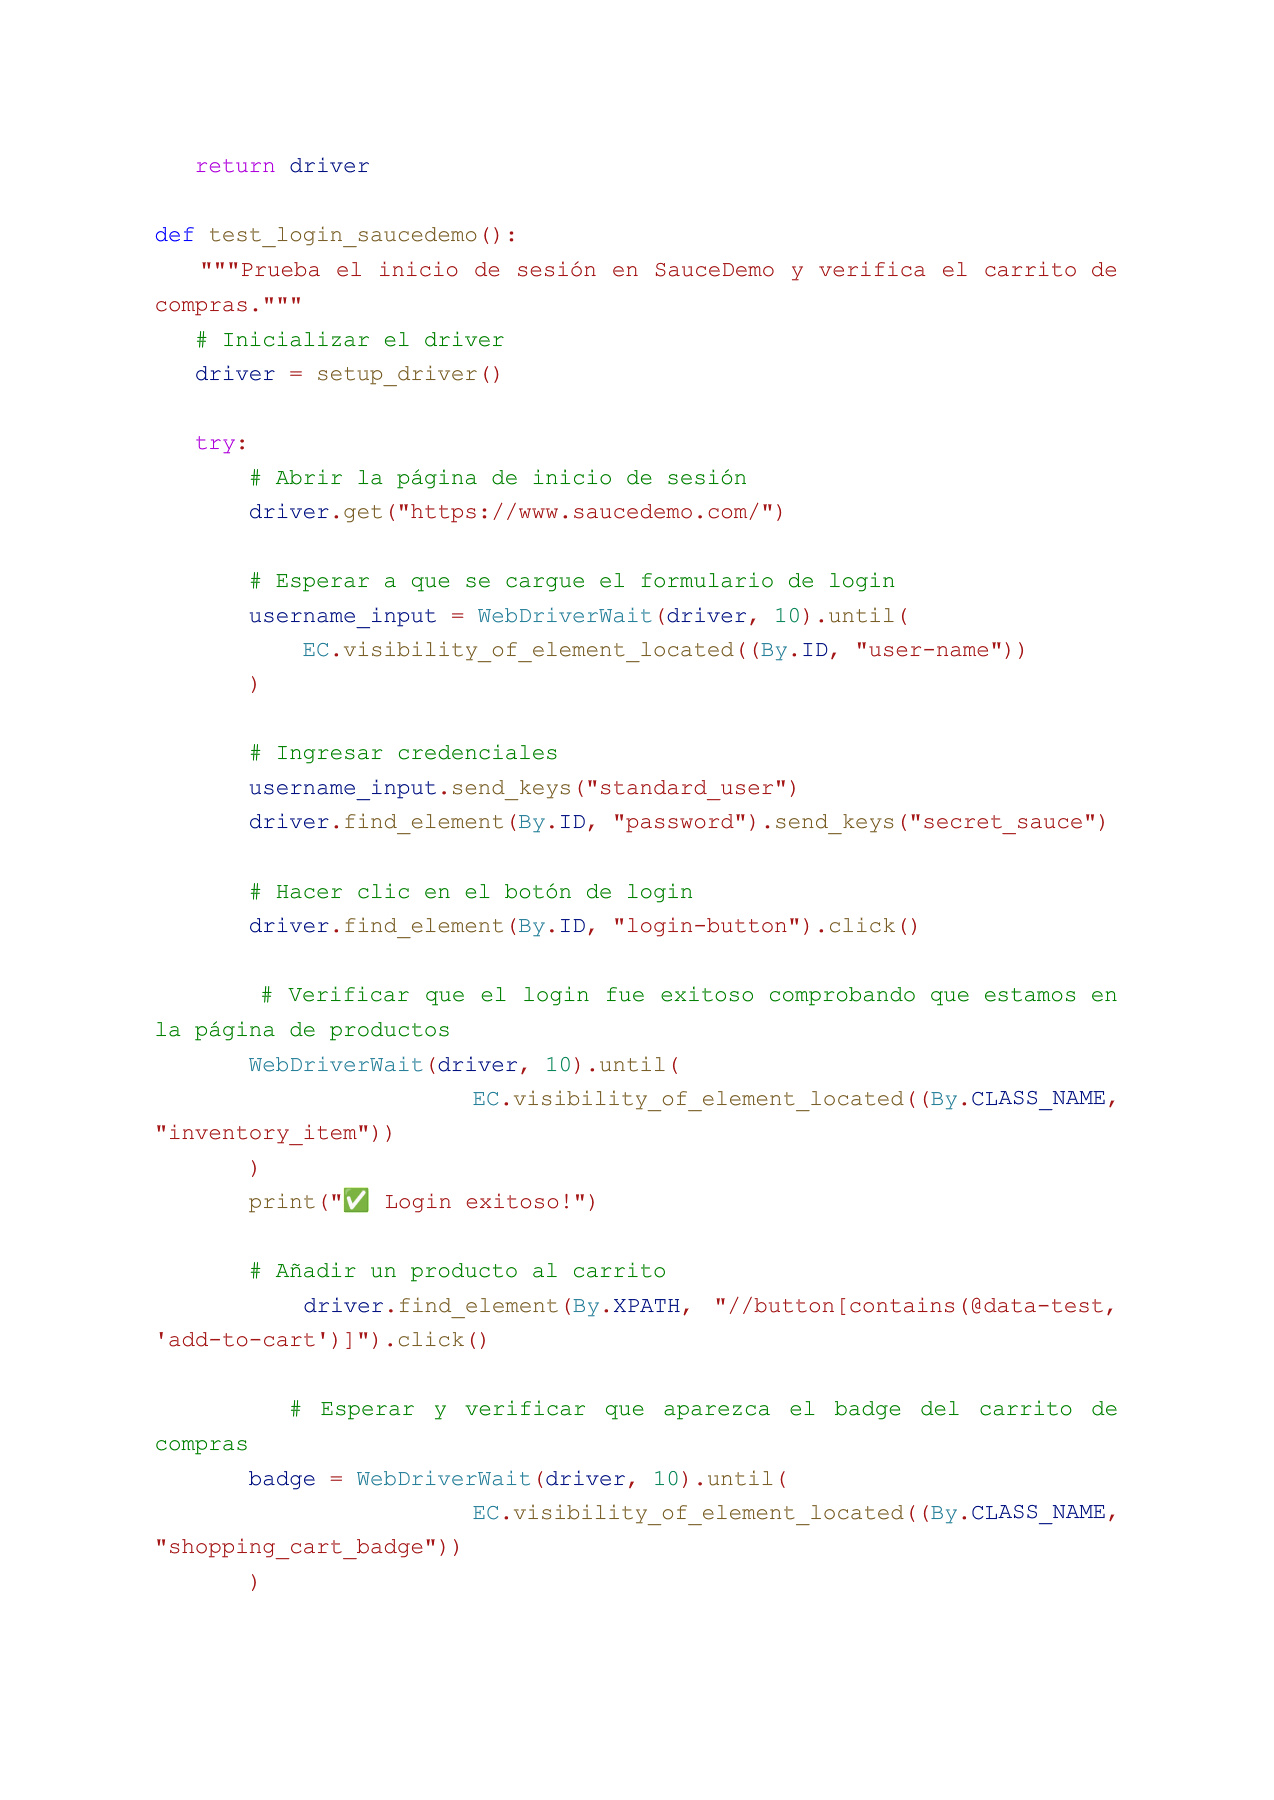 return driver
def test_login_saucedemo():
"""Prueba el inicio de sesión en SauceDemo y verifica el carrito de
compras."""
# Inicializar el driver
driver = setup_driver()
try:
# Abrir la página de inicio de sesión
driver.get("https://www.saucedemo.com/")
# Esperar a que se cargue el formulario de login
username_input = WebDriverWait(driver, 10).until(
EC.visibility_of_element_located((By.ID, "user-name"))
)
# Ingresar credenciales
username_input.send_keys("standard_user")
driver.find_element(By.ID, "password").send_keys("secret_sauce")
# Hacer clic en el botón de login
driver.find_element(By.ID, "login-button").click()
# Verificar que el login fue exitoso comprobando que estamos en
la página de productos
WebDriverWait(driver, 10).until(
EC.visibility_of_element_located((By.CLASS_NAME,
"inventory_item"))
)
print("✅ Login exitoso!")
# Añadir un producto al carrito
driver.find_element(By.XPATH, "//button[contains(@data-test,
'add-to-cart')]").click()
# Esperar y verificar que aparezca el badge del carrito de
compras
badge = WebDriverWait(driver, 10).until(
EC.visibility_of_element_located((By.CLASS_NAME,
"shopping_cart_badge"))
)